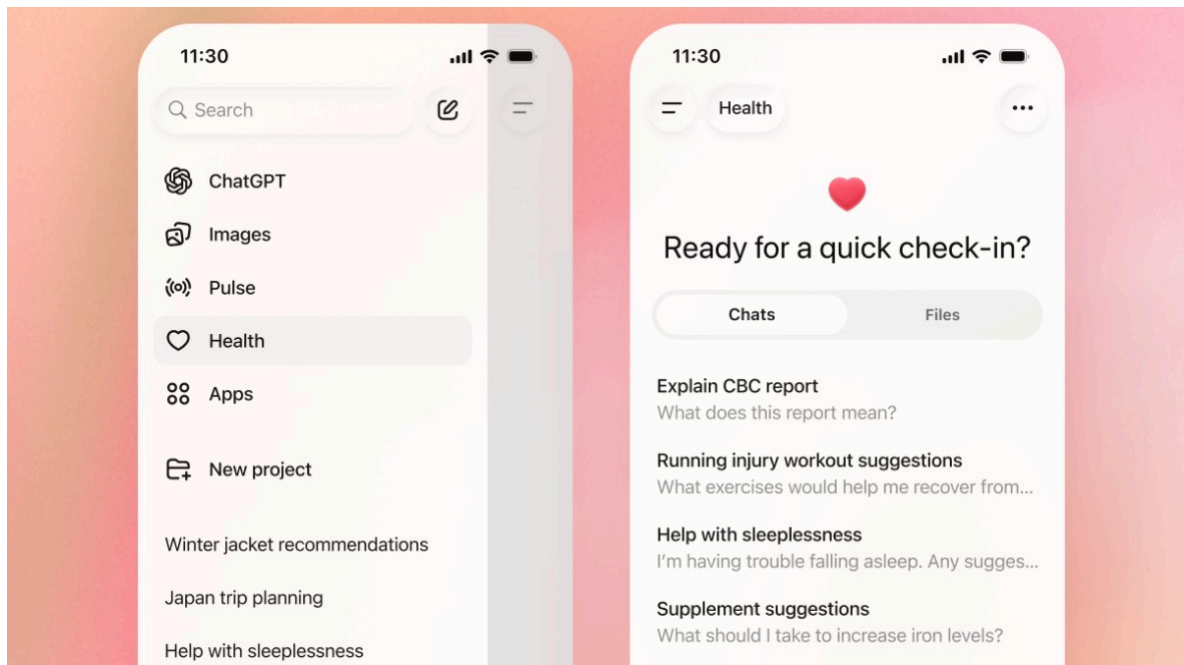 11:30
Search
ChatGPT
Images
Pulse
Health
Apps
New project
Winter jacket recommendations
Japan trip planning
Help with sleeplessness
11:30
Health
Ready for a quick check-in?
Chats
Files
Explain CBC report
What does this report mean?
Running injury workout suggestions
What exercises would help me recover from...
Help with sleeplessness
I'm having trouble falling asleep. Any sugges...
Supplement suggestions
What should I take to increase iron levels?